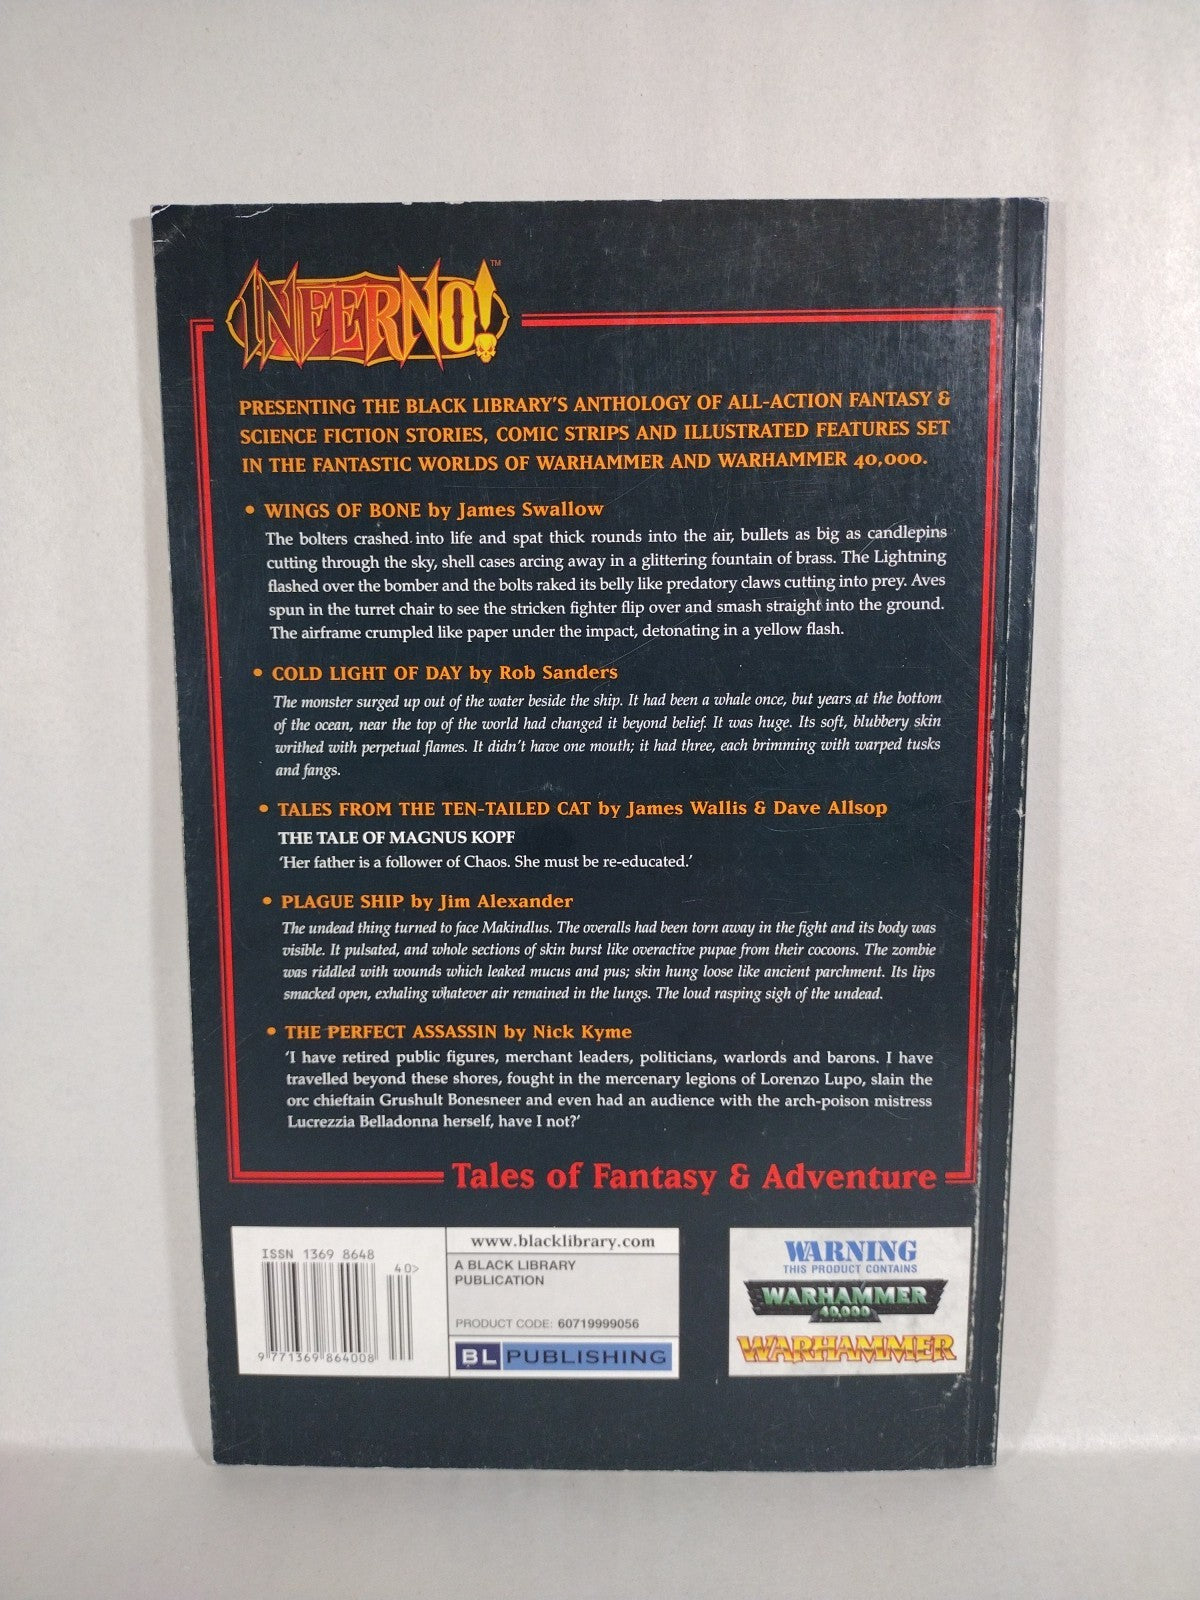 INFERNO!™
PRESENTING THE BLACK LIBRARY'S ANTHOLOGY OF ALL-ACTION FANTASY &
SCIENCE FICTION STORIES, COMIC STRIPS AND ILLUSTRATED FEATURES SET
IN THE FANTASTIC WORLDS OF WARHAMMER AND WARHAMMER 40,000.
• WINGS OF BONE by James Swallow
The bolters crashed into life and spat thick rounds into the air, bullets as big as candlepins
cutting through the sky, shell cases arcing away in a glittering fountain of brass. The Lightning
flashed over the bomber and the bolts raked its belly like predatory claws cutting into prey. Aves
spun in the turret chair to see the stricken fighter flip over and smash straight into the ground.
The airframe crumpled like paper under the impact, detonating in a yellow flash.
• COLD LIGHT OF DAY by Rob Sanders
The monster surged up out of the water beside the ship. It had been a whale once, but years at the bottom
of the ocean, near the top of the world had changed it beyond belief. It was huge. Its soft, blubbery skin
writhed with perpetual flames. It didn't have one mouth; it had three, each brimming with warped tusks
and fangs.
• TALES FROM THE TEN-TAILED CAT by James Wallis & Dave Allsop
THE TALE OF MAGNUS KOPF
'Her father is a follower of Chaos. She must be re-educated.'
• PLAGUE SHIP by Jim Alexander
The undead thing turned to face Makindlus. The overalls had been torn away in the fight and its body was
visible. It pulsated, and whole sections of skin burst like overactive pupae from their cocoons. The zombie
was riddled with wounds which leaked mucus and pus; skin hung loose like ancient parchment. Its lips
smacked open, exhaling whatever air remained in the lungs. The loud rasping sigh of the undead.
• THE PERFECT ASSASSIN by Nick Kyme
'I have retired public figures, merchant leaders, politicians, warlords and barons. I have
travelled beyond these shores, fought in the mercenary legions of Lorenzo Lupo, slain the
orc chieftain Grushult Bonesneer and even had an audience with the arch-poison mistress
Lucrezzia Belladonna herself, have I not?'
Tales of Fantasy & Adventure
ISSN 1369 8648
40>
9 771369 864008
www.blacklibrary.com
A BLACK LIBRARY
PUBLICATION
PRODUCT CODE: 60719999056
BL PUBLISHING
WARNING
THIS PRODUCT CONTAINS
WARHAMMER
40,000
WARHAMMER